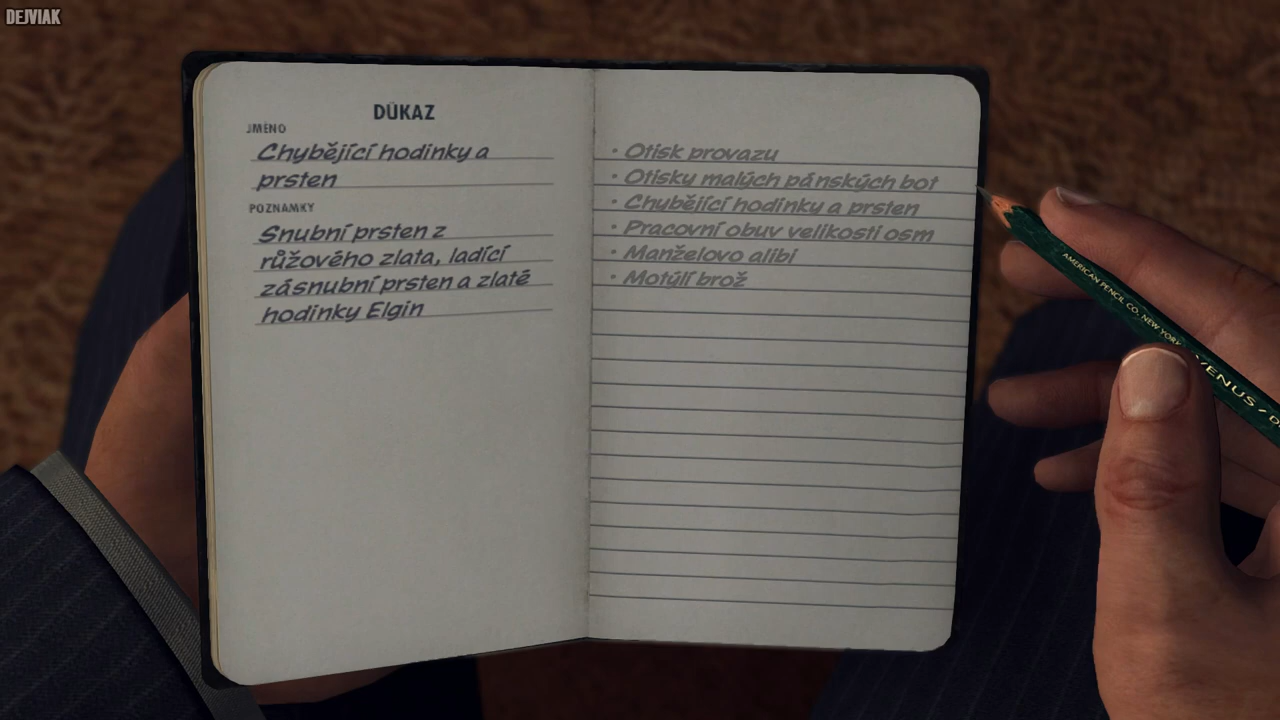 DEJVIAK
DŮKAZ
JMÉNO
Chybějící hodinky a
prsten
POZNÁMKY
Snubní prsten z
růžového zlata, ladící
zásnubní prsten a zlaté
hodinky Elgin
• Otisk provazu
• Otisky malých pánských bot
• Chybějící hodinky a prsten
• Pracovní obuv velikosti osm
• Manželovo alibi
• Motýlí brož
AMERICAN PENCIL CO. NEW YORK
VENUS